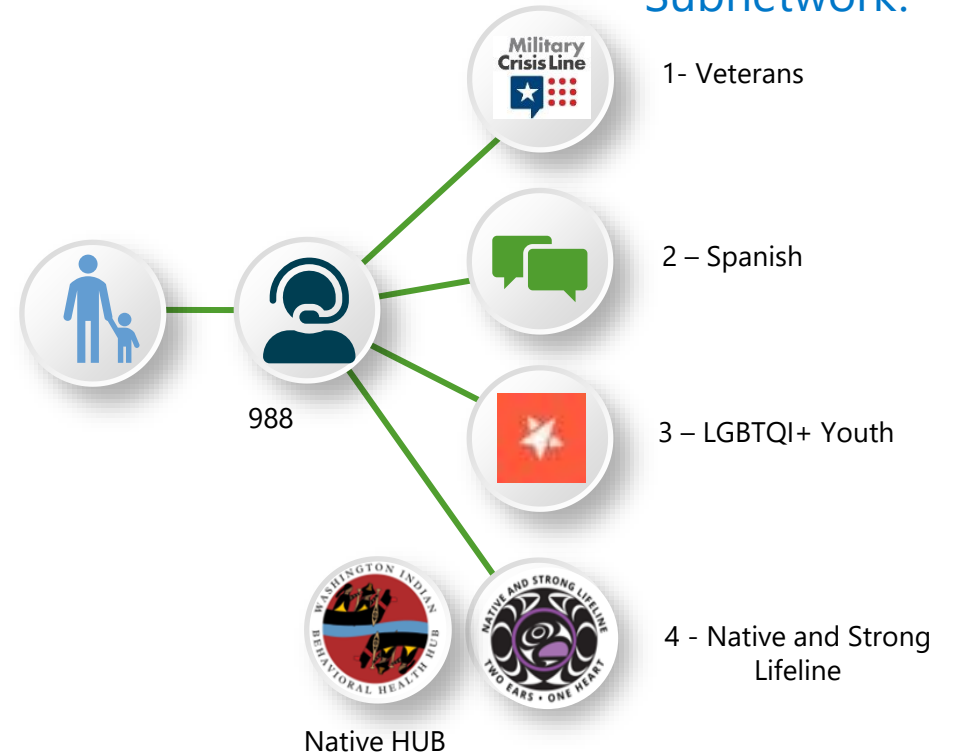 Subnetwork:
Military
Crisis Line
1- Veterans
2 – Spanish
988
3 – LGBTQI+ Youth
WASHINGTON INDIAN
BEHAVIORAL HEALTH HUB
NATIVE AND STRONG LIFELINE
TWO EARS • ONE HEART
4 - Native and Strong
Lifeline
Native HUB